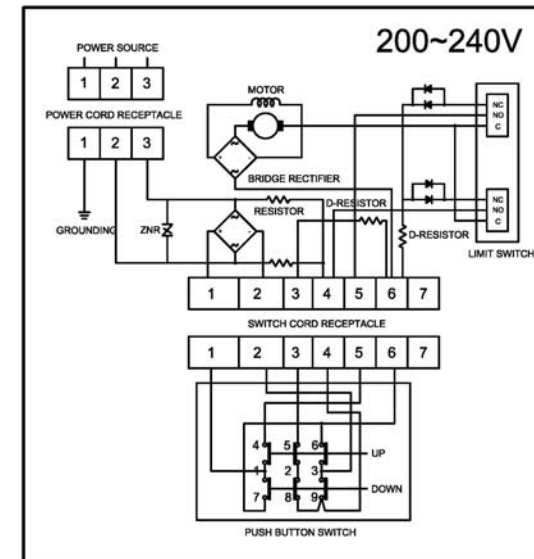 200~240V
POWER SOURCE
1 2 3
POWER CORD RECEPTACLE
1 2 3
MOTOR
NC
NO
C
BRIDGE RECTIFIER
RESISTOR
D-RESISTOR
NC
NO
C
GROUNDING
ZNR
D-RESISTOR
LIMIT SWITCH
1 2 3 4 5 6 7
SWITCH CORD RECEPTACLE
1 2 3 4 5 6 7
4 5 6
UP
1 2 3
DOWN
7 8 9
PUSH BUTTON SWITCH